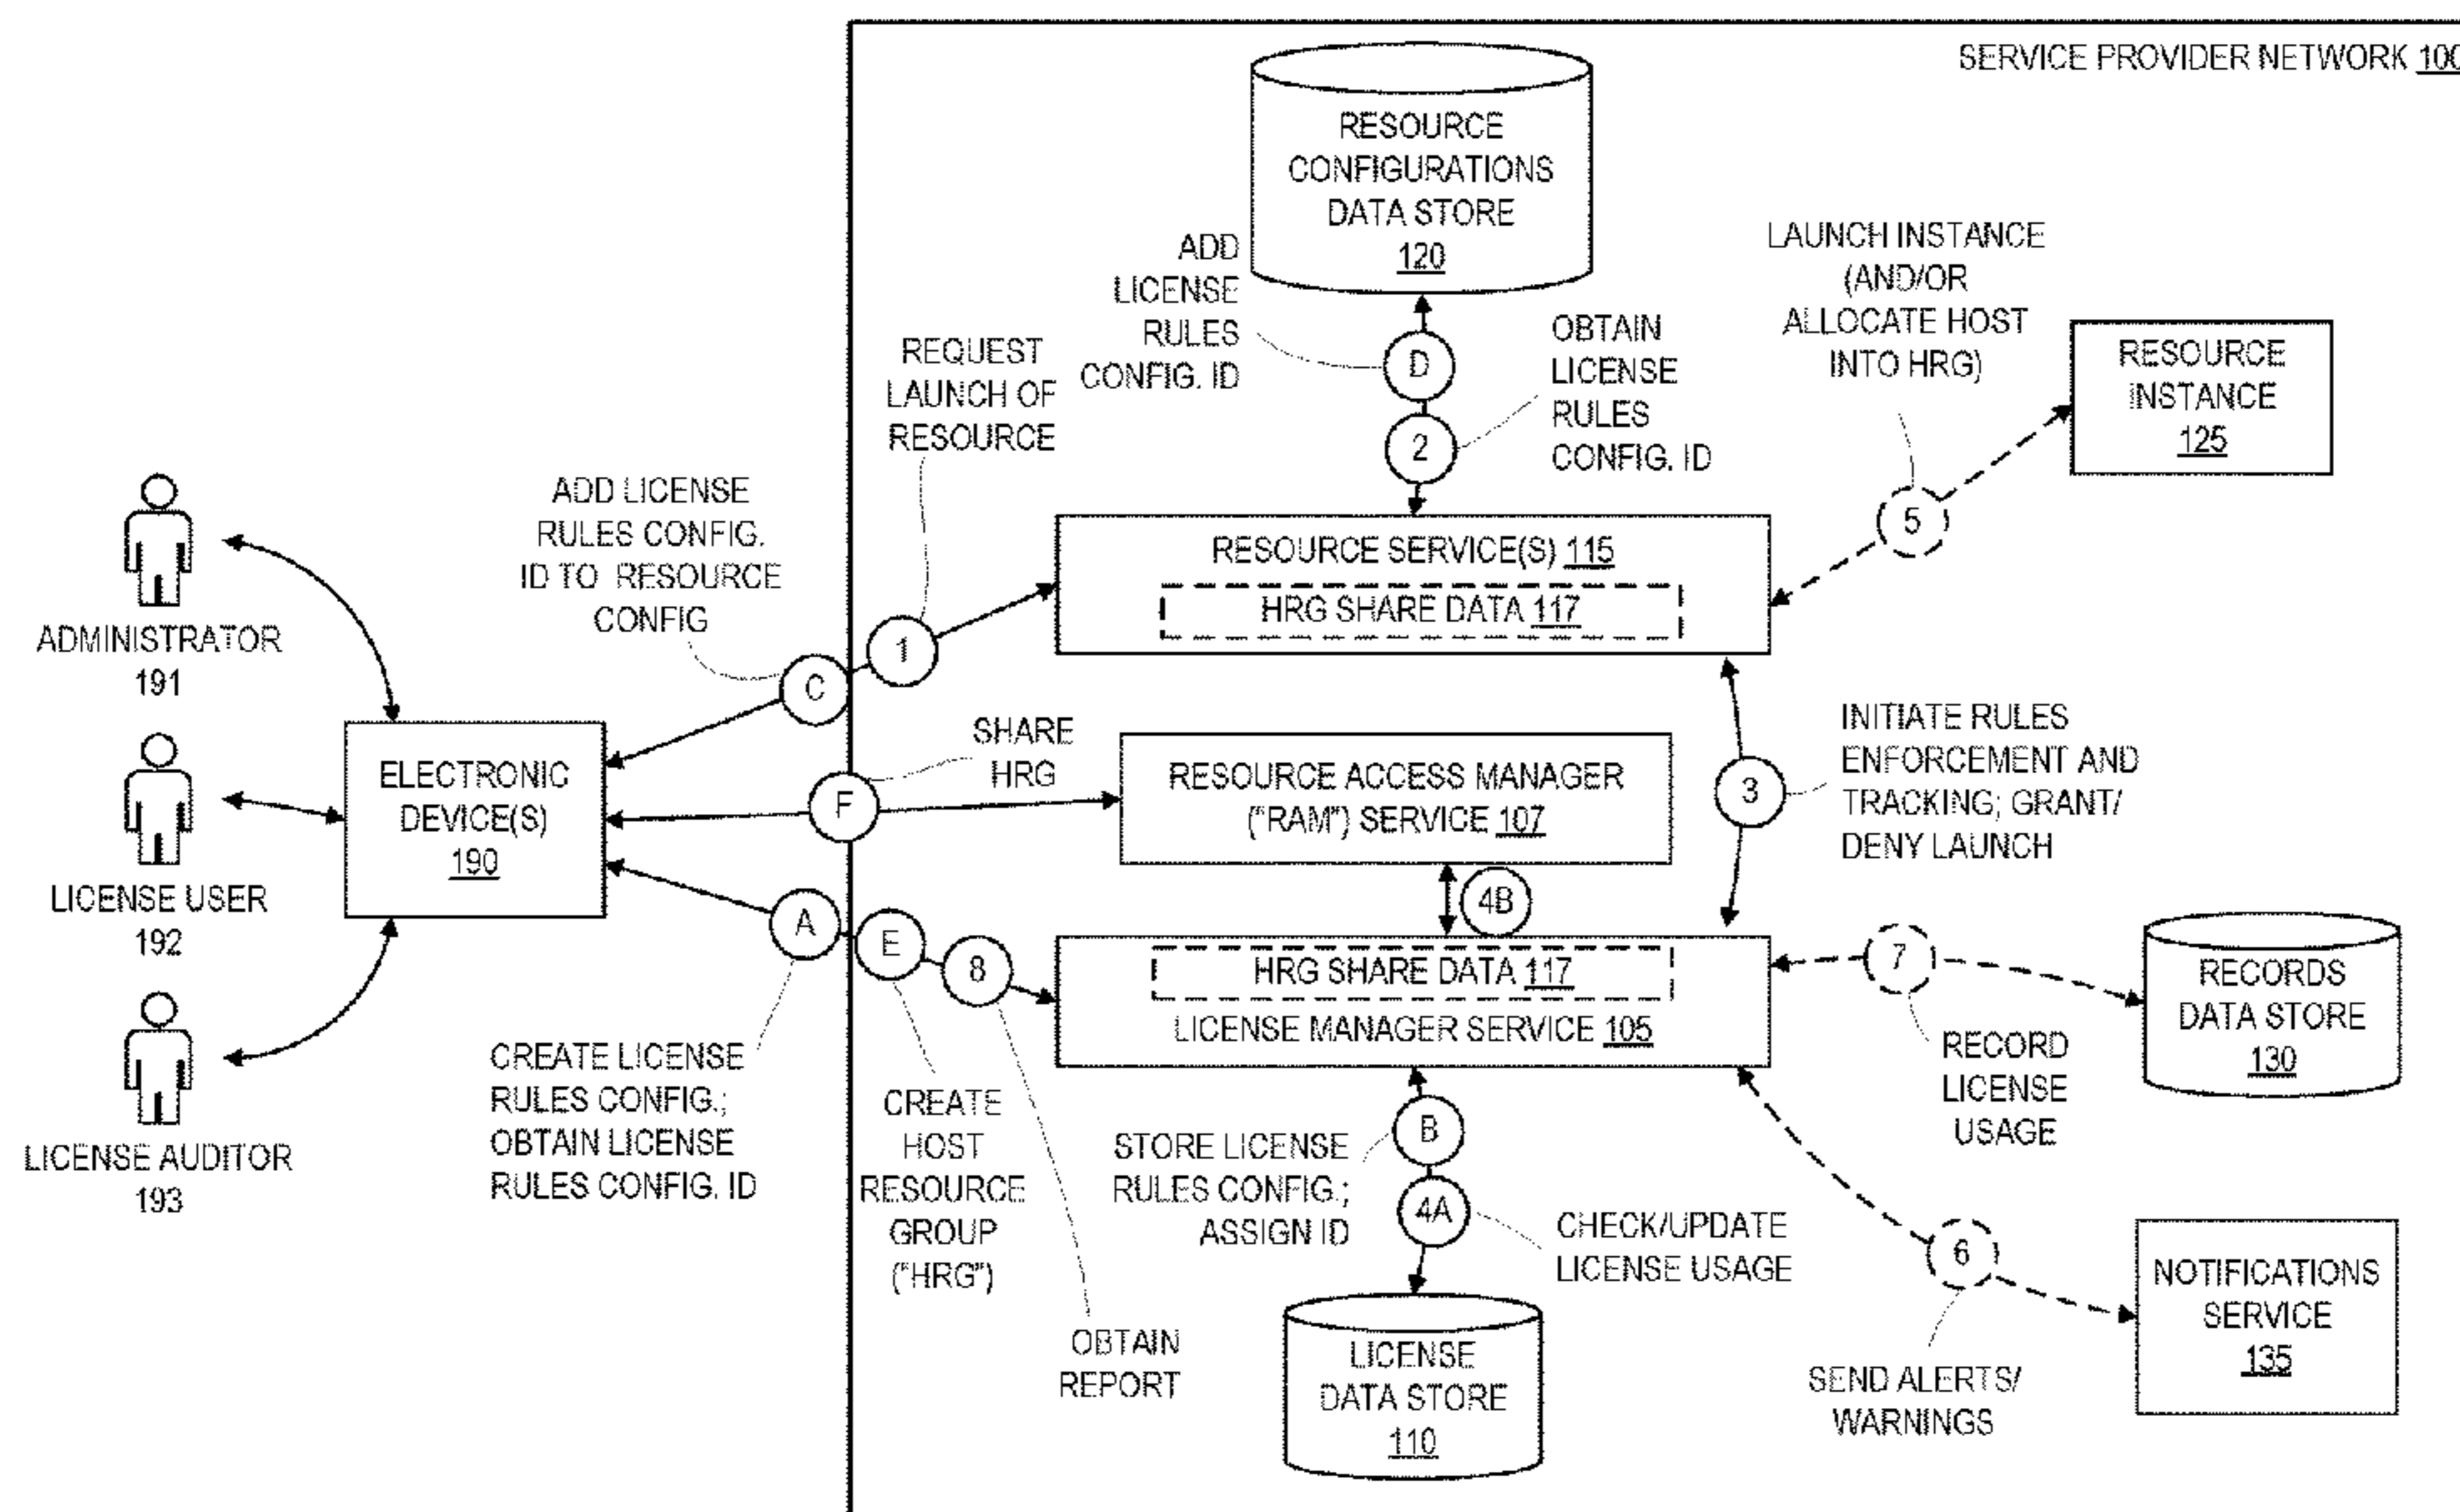 SERVICE PROVIDER NETWORK 100
RESOURCE
CONFIGURATIONS
DATA STORE
120
ADD
LICENSE
RULES
CONFIG. ID
D
2
OBTAIN
LICENSE
RULES
CONFIG. ID
LAUNCH INSTANCE
(AND/OR
ALLOCATE HOST
INTO HRG)
RESOURCE
INSTANCE
125
5
REQUEST
LAUNCH OF
RESOURCE
ADD LICENSE
RULES CONFIG.
ID TO RESOURCE
CONFIG
C
1
RESOURCE SERVICE(S) 115
HRG SHARE DATA 117
ADMINISTRATOR
191
LICENSE USER
192
LICENSE AUDITOR
193
ELECTRONIC
DEVICE(S)
190
SHARE
HRG
F
RESOURCE ACCESS MANAGER
("RAM") SERVICE 107
3
INITIATE RULES
ENFORCEMENT AND
TRACKING; GRANT/
DENY LAUNCH
4B
A
E
8
HRG SHARE DATA 117
LICENSE MANAGER SERVICE 105
7
RECORD
LICENSE
USAGE
RECORDS
DATA STORE
130
CREATE LICENSE
RULES CONFIG.;
OBTAIN LICENSE
RULES CONFIG. ID
CREATE
HOST
RESOURCE
GROUP
("HRG")
OBTAIN
REPORT
STORE LICENSE
RULES CONFIG.;
ASSIGN ID
B
4A
CHECK/UPDATE
LICENSE USAGE
LICENSE
DATA STORE
110
6
SEND ALERTS/
WARNINGS
NOTIFICATIONS
SERVICE
135